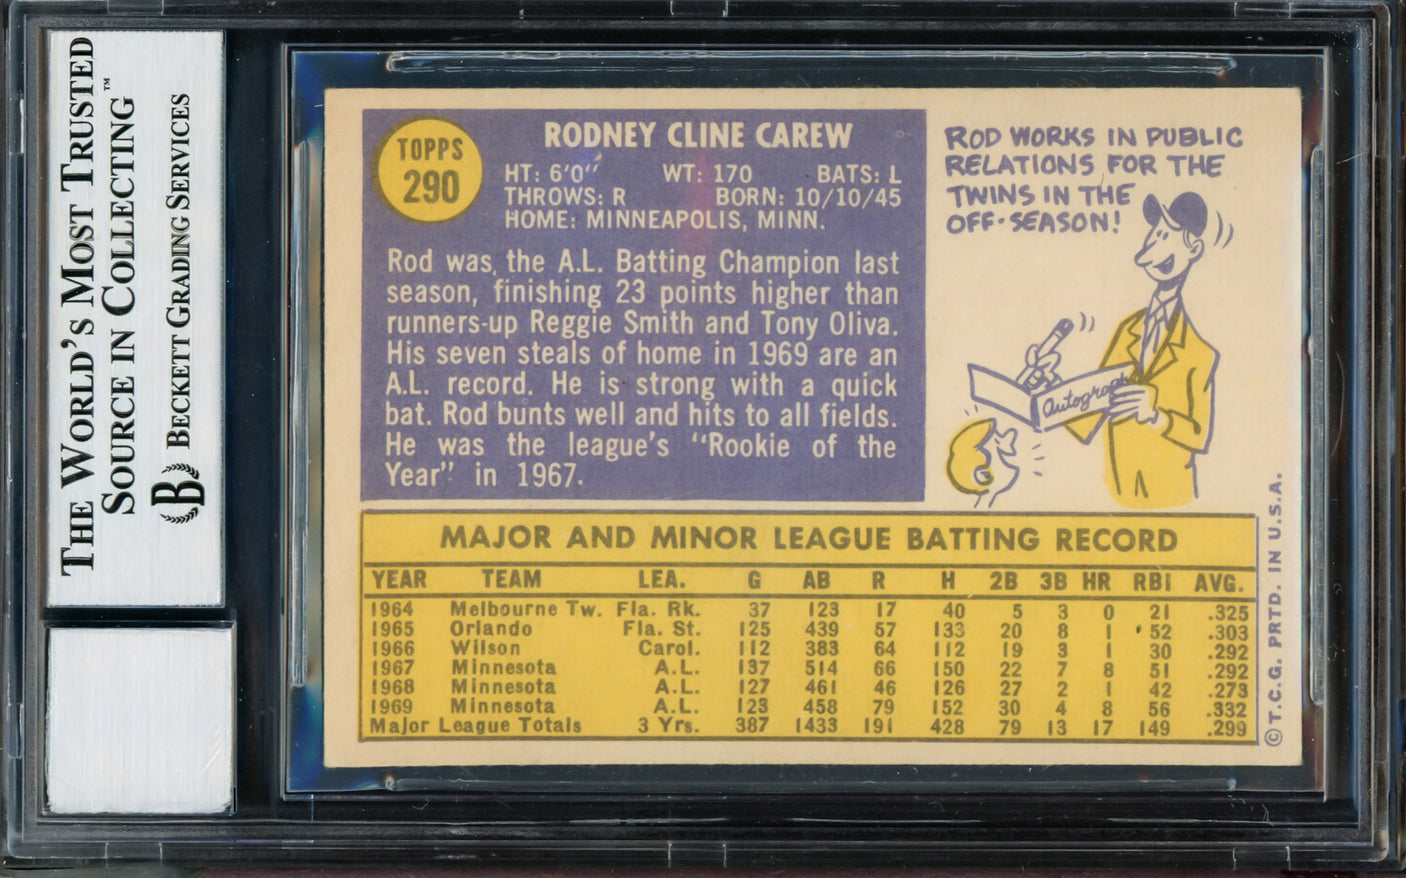 THE WORLD'S MOST TRUSTED
SOURCE IN COLLECTING™
B BECKETT GRADING SERVICES
TOPPS
290
RODNEY CLINE CAREW
HT: 6'0" WT: 170 BATS: L
THROWS: R BORN: 10/10/45
HOME: MINNEAPOLIS, MINN.
Rod was the A.L. Batting Champion last
season, finishing 23 points higher than
runners-up Reggie Smith and Tony Oliva.
His seven steals of home in 1969 are an
A.L. record. He is strong with a quick
bat. Rod bunts well and hits to all fields.
He was the league's "Rookie of the
Year" in 1967.
ROD WORKS IN PUBLIC
RELATIONS FOR THE
TWINS IN THE
OFF-SEASON!
Autograph
MAJOR AND MINOR LEAGUE BATTING RECORD
YEAR TEAM LEA. G AB R H 2B 3B HR RBI AVG.
1964 Melbourne Tw. Fla. Rk. 37 123 17 40 5 3 0 21 .325
1965 Orlando Fla. St. 125 439 57 133 20 8 1 52 .303
1966 Wilson Carol. 112 383 64 112 19 3 1 30 .292
1967 Minnesota A.L. 137 514 66 150 22 7 8 51 .292
1968 Minnesota A.L. 127 461 46 126 27 2 1 42 .273
1969 Minnesota A.L. 123 458 79 152 30 4 8 56 .332
Major League Totals 3 Yrs. 387 1433 191 428 79 13 17 149 .299
©T.C.G. PRTD. IN U.S.A.